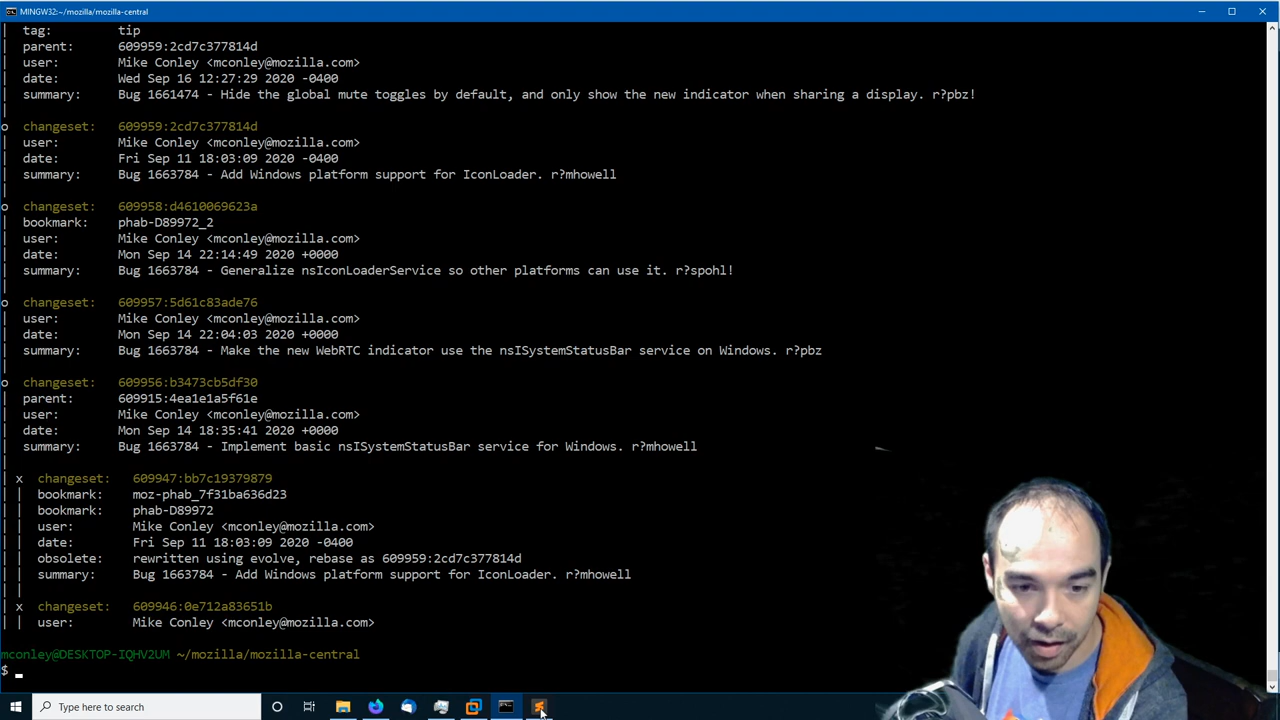 MINGW32:~/mozilla/mozilla-central
tag: tip
parent: 609959:2cd7c377814d
user: Mike Conley <mconley@mozilla.com>
date: Wed Sep 16 12:27:29 2020 -0400
summary: Bug 1661474 - Hide the global mute toggles by default, and only show the new indicator when sharing a display. r?pbz!
o changeset: 609959:2cd7c377814d
user: Mike Conley <mconley@mozilla.com>
date: Fri Sep 11 18:03:09 2020 -0400
summary: Bug 1663784 - Add Windows platform support for IconLoader. r?mhowell
o changeset: 609958:d4610069623a
bookmark: phab-D89972_2
user: Mike Conley <mconley@mozilla.com>
date: Mon Sep 14 22:14:49 2020 +0000
summary: Bug 1663784 - Generalize nsIconLoaderService so other platforms can use it. r?spohl!
o changeset: 609957:5d61c83ade76
user: Mike Conley <mconley@mozilla.com>
date: Mon Sep 14 22:04:03 2020 +0000
summary: Bug 1663784 - Make the new WebRTC indicator use the nsISystemStatusBar service on Windows. r?pbz
o changeset: 609956:b3473cb5df30
parent: 609915:4ea1e1a5f61e
user: Mike Conley <mconley@mozilla.com>
date: Mon Sep 14 18:35:41 2020 +0000
summary: Bug 1663784 - Implement basic nsISystemStatusBar service for Windows. r?mhowell
x changeset: 609947:bb7c19379879
bookmark: moz-phab_7f31ba636d23
bookmark: phab-D89972
user: Mike Conley <mconley@mozilla.com>
date: Fri Sep 11 18:03:09 2020 -0400
obsolete: rewritten using evolve, rebase as 609959:2cd7c377814d
summary: Bug 1663784 - Add Windows platform support for IconLoader. r?mhowell
x changeset: 609946:0e712a83651b
user: Mike Conley <mconley@mozilla.com>
mconley@DESKTOP-IQHV2UM ~/mozilla/mozilla-central
$
Type here to search